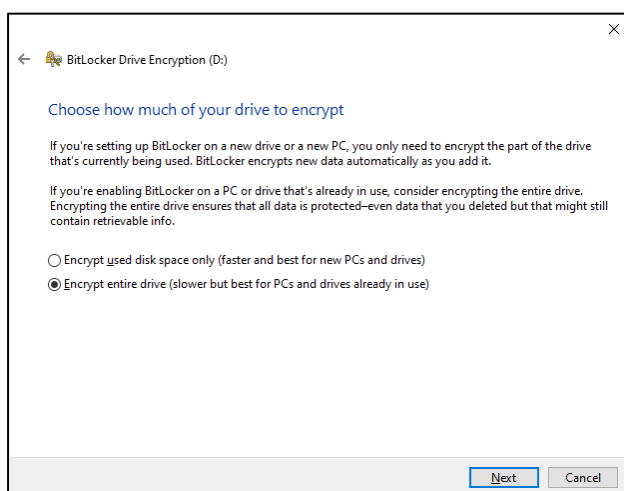 BitLocker Drive Encryption (D:)
Choose how much of your drive to encrypt
If you're setting up BitLocker on a new drive or a new PC, you only need to encrypt the part of the drive
that's currently being used. BitLocker encrypts new data automatically as you add it.
If you're enabling BitLocker on a PC or drive that's already in use, consider encrypting the entire drive.
Encrypting the entire drive ensures that all data is protected–even data that you deleted but that might still
contain retrievable info.
Encrypt used disk space only (faster and best for new PCs and drives)
Encrypt entire drive (slower but best for PCs and drives already in use)
Next Cancel